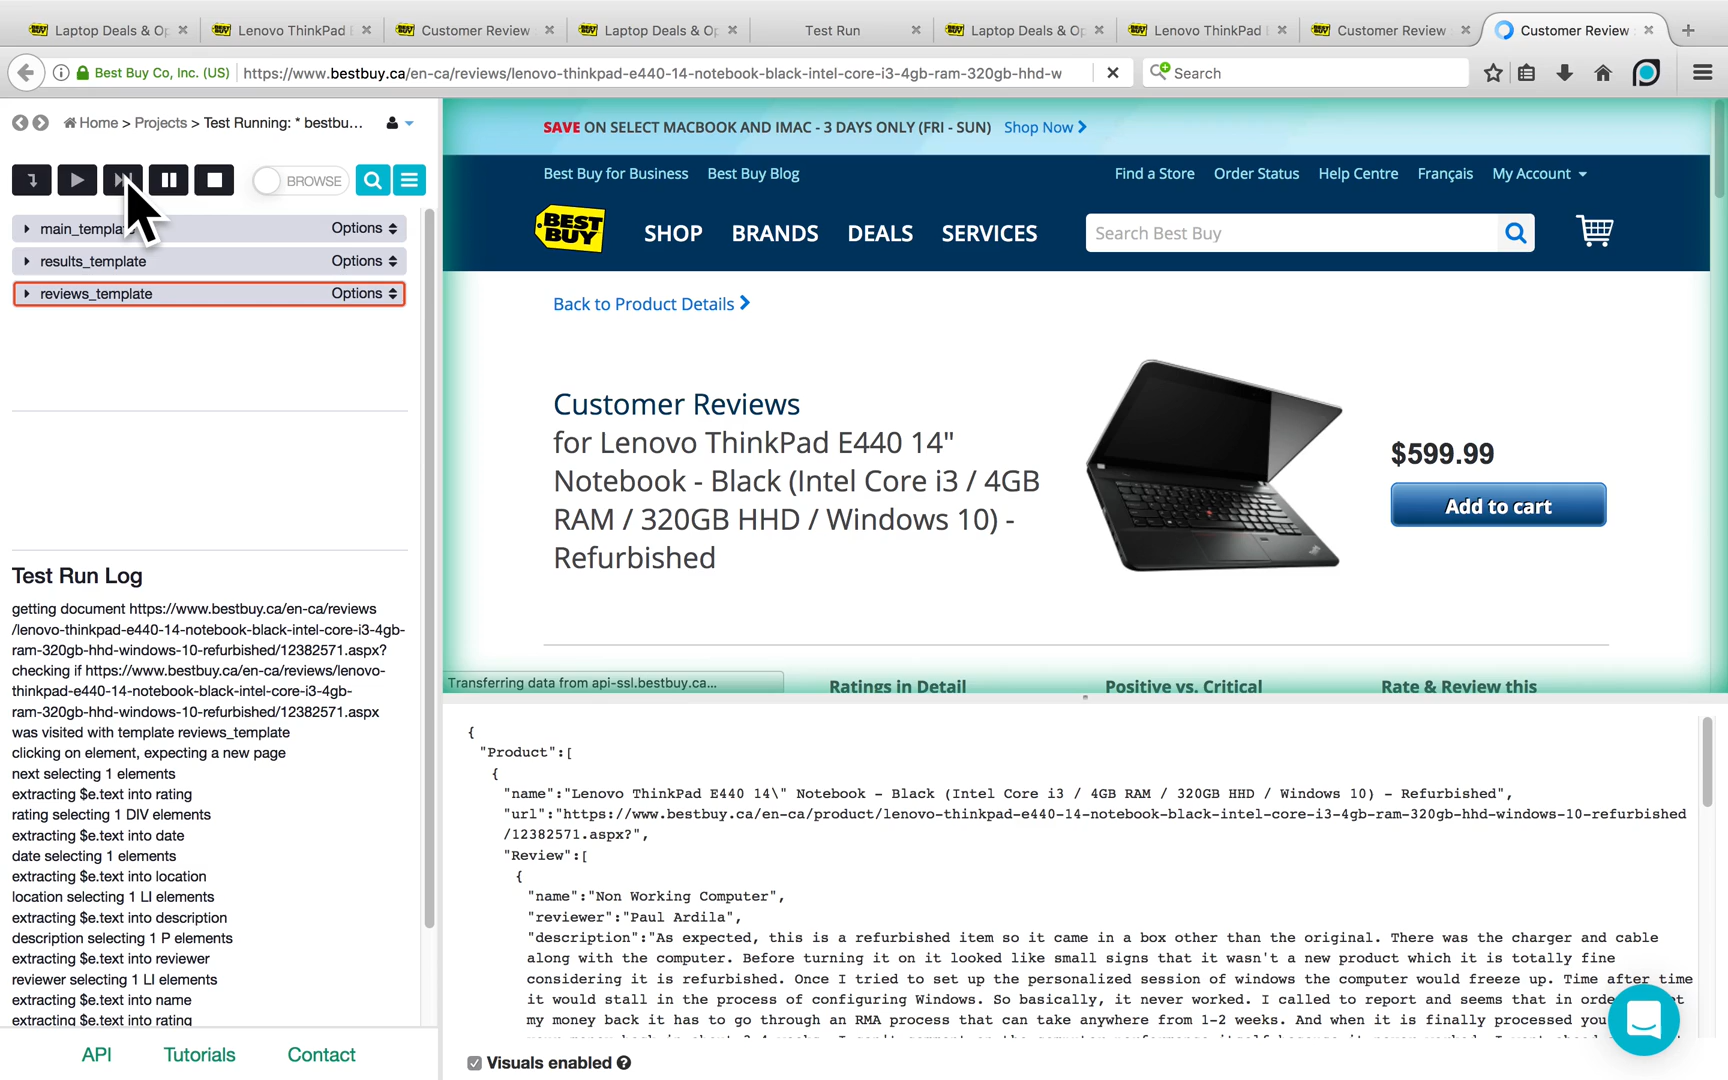 Laptop Deals & Op
Lenovo ThinkPad E
Customer Review
Laptop Deals & Op
Test Run
Laptop Deals & Op
Lenovo ThinkPad E
Customer Review
Customer Review
Best Buy Co, Inc. (US)
https://www.bestbuy.ca/en-ca/reviews/lenovo-thinkpad-e440-14-notebook-black-intel-core-i3-4gb-ram-320gb-hhd-w
Search
Home > Projects > Test Running: * bestbu...
BROWSE
main_templa
Options
results_template
Options
reviews_template
Options
Test Run Log
getting document https://www.bestbuy.ca/en-ca/reviews
/lenovo-thinkpad-e440-14-notebook-black-intel-core-i3-4gb-
ram-320gb-hhd-windows-10-refurbished/12382571.aspx?
checking if https://www.bestbuy.ca/en-ca/reviews/lenovo-
thinkpad-e440-14-notebook-black-intel-core-i3-4gb-
ram-320gb-hhd-windows-10-refurbished/12382571.aspx
was visited with template reviews_template
clicking on element, expecting a new page
next selecting 1 elements
extracting $e.text into rating
rating selecting 1 DIV elements
extracting $e.text into date
date selecting 1 elements
extracting $e.text into location
location selecting 1 LI elements
extracting $e.text into description
description selecting 1 P elements
extracting $e.text into reviewer
reviewer selecting 1 LI elements
extracting $e.text into name
extracting $e.text into rating
API
Tutorials
Contact
SAVE ON SELECT MACBOOK AND IMAC - 3 DAYS ONLY (FRI - SUN) Shop Now
Best Buy for Business
Best Buy Blog
Find a Store
Order Status
Help Centre
Français
My Account
BEST BUY
SHOP
BRANDS
DEALS
SERVICES
Search Best Buy
Back to Product Details
Customer Reviews
for Lenovo ThinkPad E440 14"
Notebook - Black (Intel Core i3 / 4GB
RAM / 320GB HHD / Windows 10) -
Refurbished
$599.99
Add to cart
Transferring data from api-ssl.bestbuy.ca...
Ratings in Detail
Positive vs. Critical
Rate & Review this
{
"Product":[
{
"name":"Lenovo ThinkPad E440 14\" Notebook - Black (Intel Core i3 / 4GB RAM / 320GB HHD / Windows 10) - Refurbished",
"url":"https://www.bestbuy.ca/en-ca/product/lenovo-thinkpad-e440-14-notebook-black-intel-core-i3-4gb-ram-320gb-hhd-windows-10-refurbished
/12382571.aspx?",
"Review":[
{
"name":"Non Working Computer",
"reviewer":"Paul Ardila",
"description":"As expected, this is a refurbished item so it came in a box other than the original. There was the charger and cable
along with the computer. Before turning it on it looked like small signs that it wasn't a new product which it is totally fine
considering it is refurbished. Once I tried to set up the personalized session of windows the computer would freeze up. Time after time
it would stall in the process of configuring Windows. So basically, it never worked. I called to report and seems that in
my money back it has to go through an RMA process that can take anywhere from 1-2 weeks. And when it is finally processed
Visuals enabled